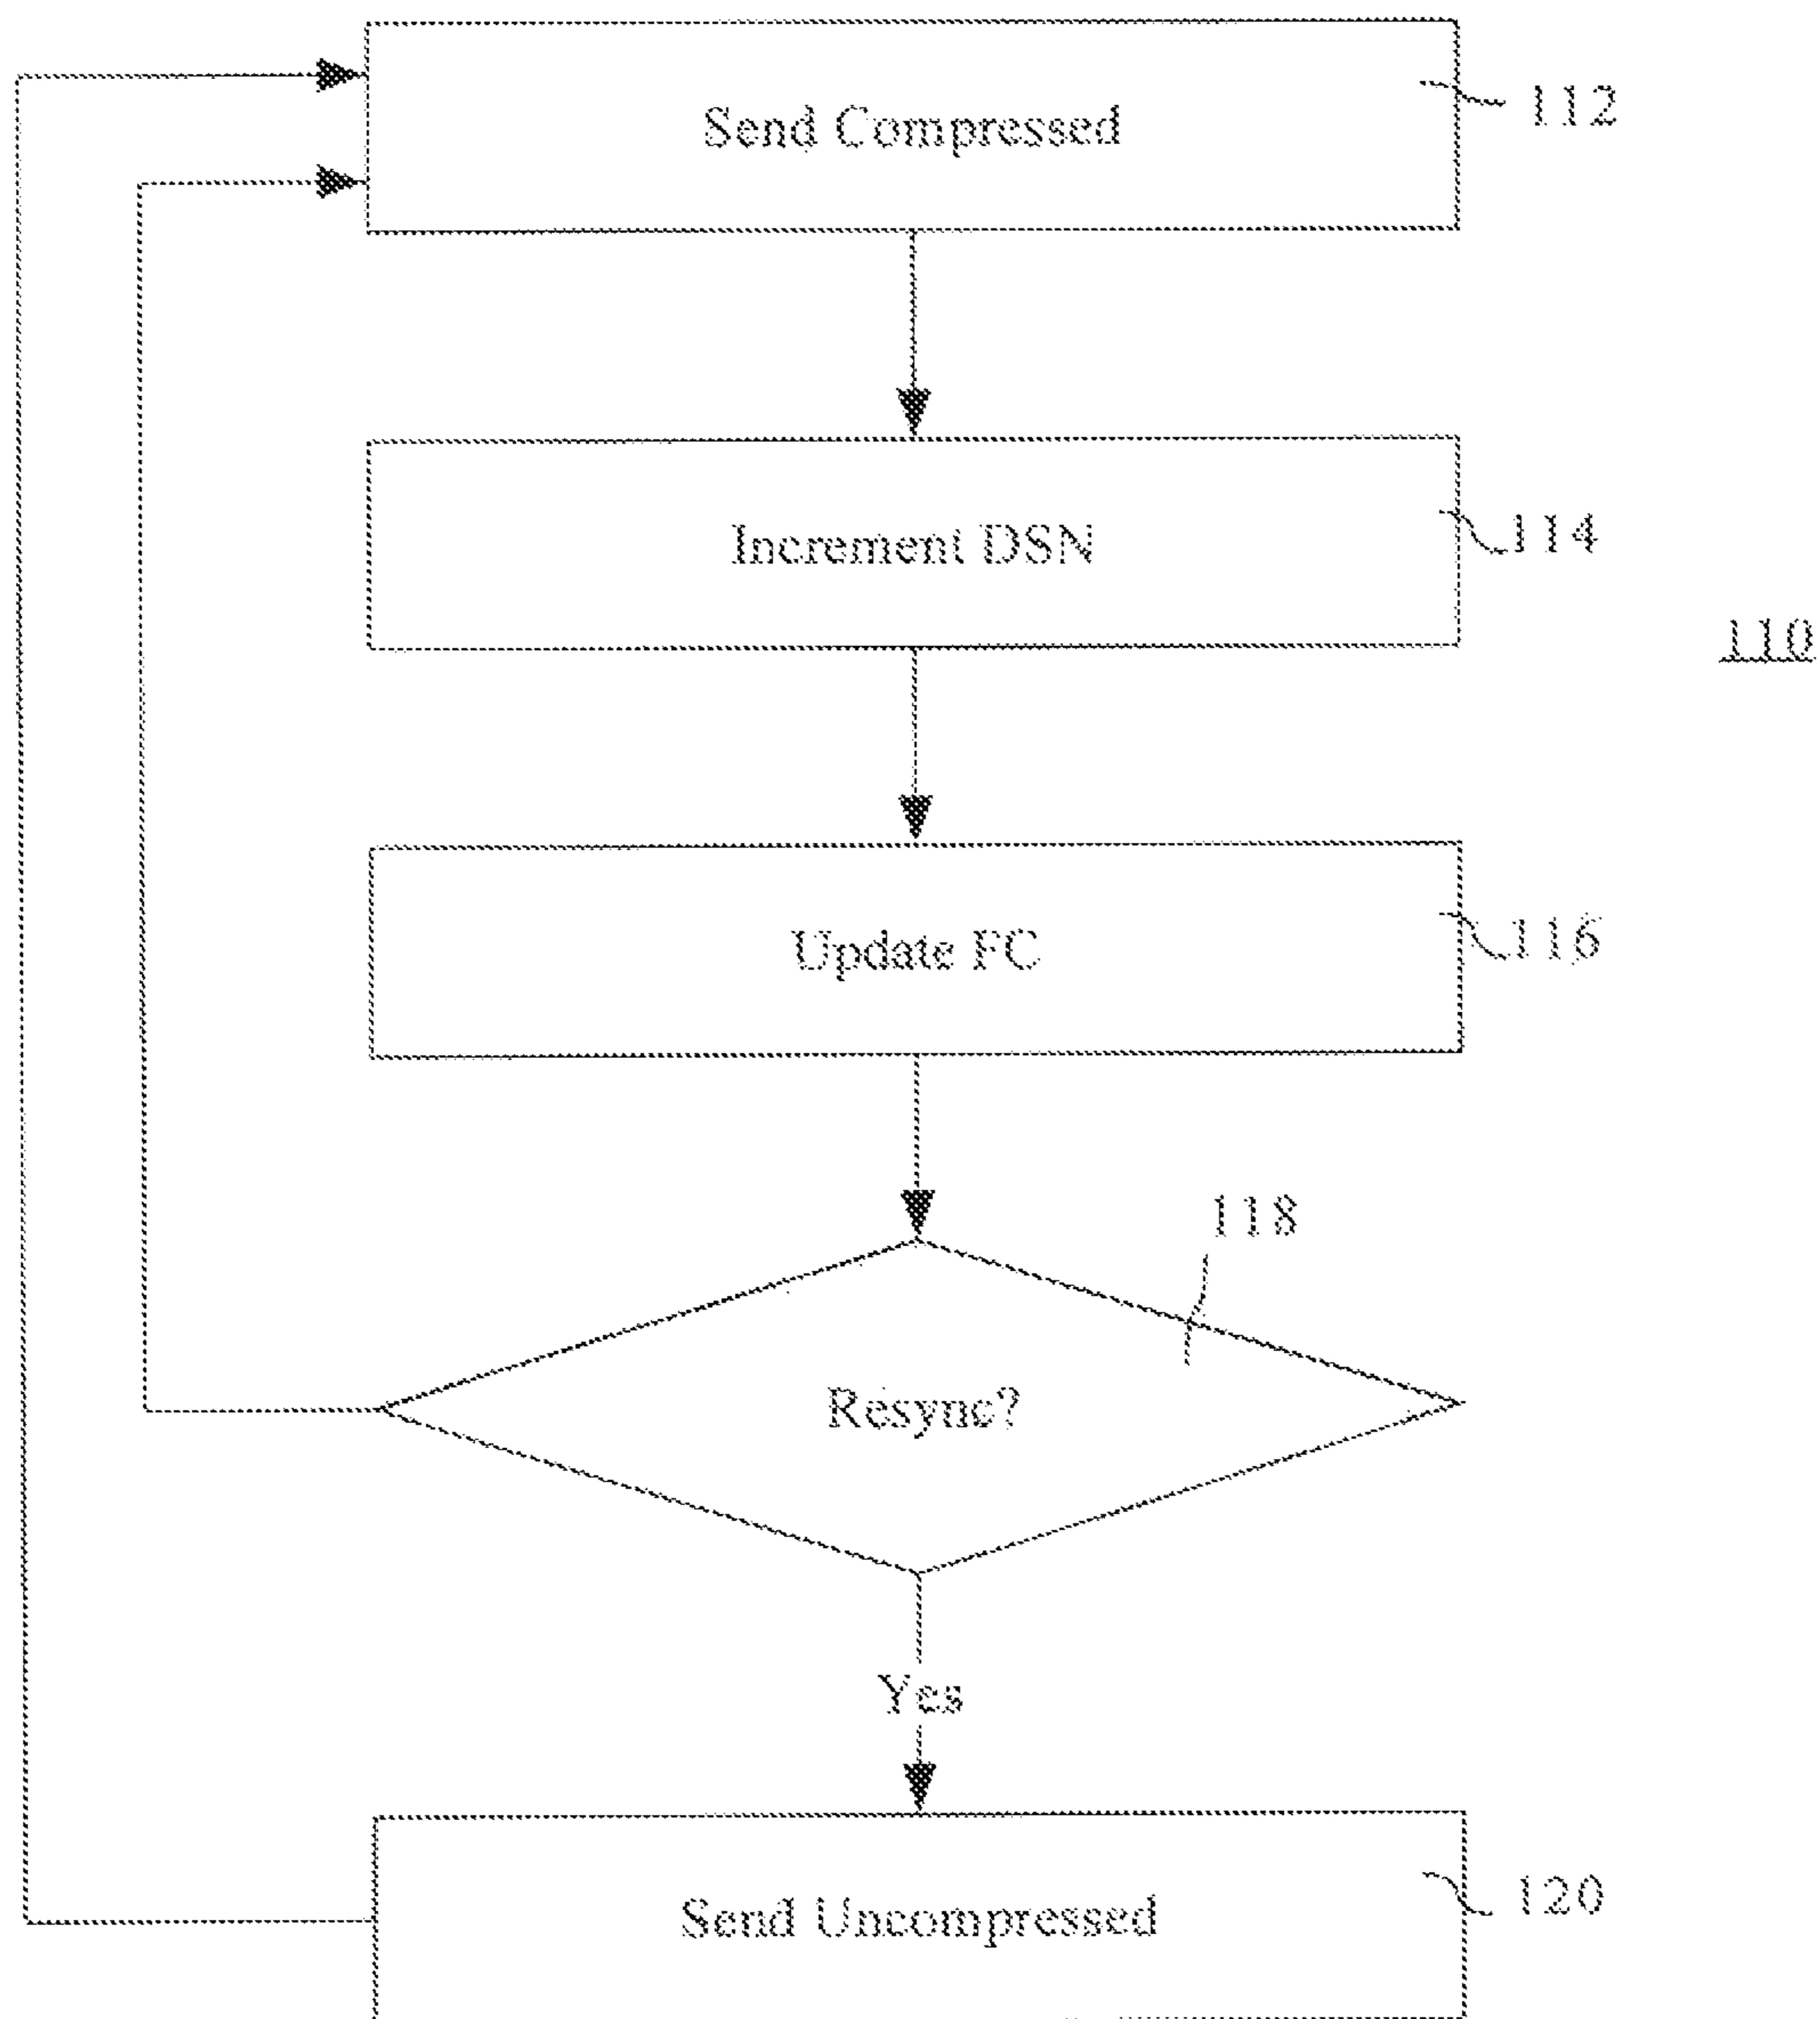 Send Compressed
112
Increment DSN
114
110
Update FC
116
118
Resync?
Yes
Send Uncompressed
120